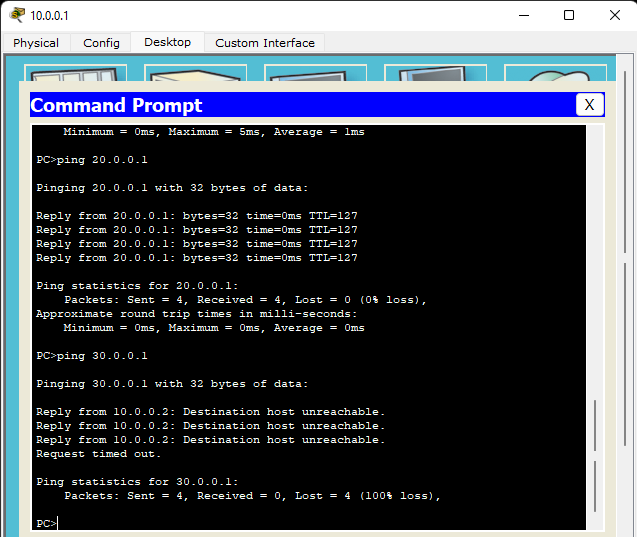 10.0.0.1
Physical Config Desktop Custom Interface
Command Prompt X
Minimum = 0ms, Maximum = 5ms, Average = 1ms
PC>ping 20.0.0.1
Pinging 20.0.0.1 with 32 bytes of data:
Reply from 20.0.0.1: bytes=32 time=0ms TTL=127
Reply from 20.0.0.1: bytes=32 time=0ms TTL=127
Reply from 20.0.0.1: bytes=32 time=0ms TTL=127
Reply from 20.0.0.1: bytes=32 time=0ms TTL=127
Ping statistics for 20.0.0.1:
Packets: Sent = 4, Received = 4, Lost = 0 (0% loss),
Approximate round trip times in milli-seconds:
Minimum = 0ms, Maximum = 0ms, Average = 0ms
PC>ping 30.0.0.1
Pinging 30.0.0.1 with 32 bytes of data:
Reply from 10.0.0.2: Destination host unreachable.
Reply from 10.0.0.2: Destination host unreachable.
Reply from 10.0.0.2: Destination host unreachable.
Request timed out.
Ping statistics for 30.0.0.1:
Packets: Sent = 4, Received = 0, Lost = 4 (100% loss),
PC>